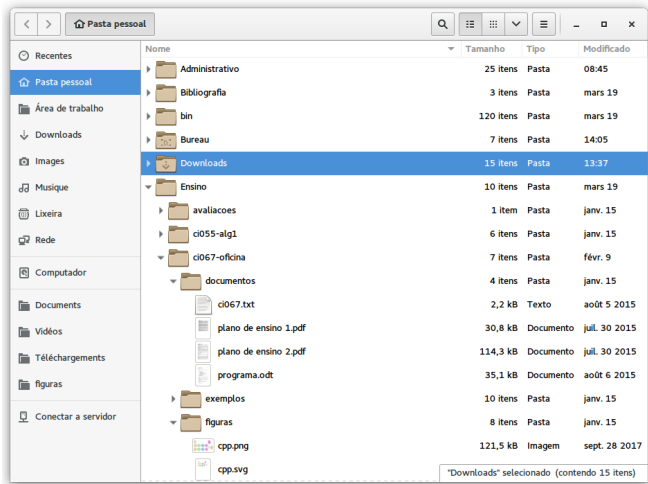 Pasta pessoal
Recentes
Pasta pessoal
Área de trabalho
Downloads
Images
Musique
Lixeira
Rede
Computador
Documents
Vidéos
Téléchargements
figuras
Conectar a servidor
Nome Tamanho Tipo Modificado
Administrativo 25 itens Pasta 08:45
Bibliografia 3 itens Pasta mars 19
bin 120 itens Pasta mars 19
Bureau 7 itens Pasta 14:05
Downloads 15 itens Pasta 13:37
Ensino 10 itens Pasta mars 19
avaliacoes 1 item Pasta janv. 15
ci055-alg1 6 itens Pasta janv. 15
ci067-oficina 7 itens Pasta févr. 9
documentos 4 itens Pasta janv. 15
ci067.txt 2,2 kB Texto août 5 2015
plano de ensino 1.pdf 30,8 kB Documento juil. 30 2015
plano de ensino 2.pdf 114,3 kB Documento juil. 30 2015
programa.odt 35,1 kB Documento août 6 2015
exemplos 10 itens Pasta janv. 15
figuras 8 itens Pasta janv. 15
cpp.png 121,5 kB Imagem sept. 28 2017
cpp.svg
"Downloads" selecionado (contendo 15 itens)